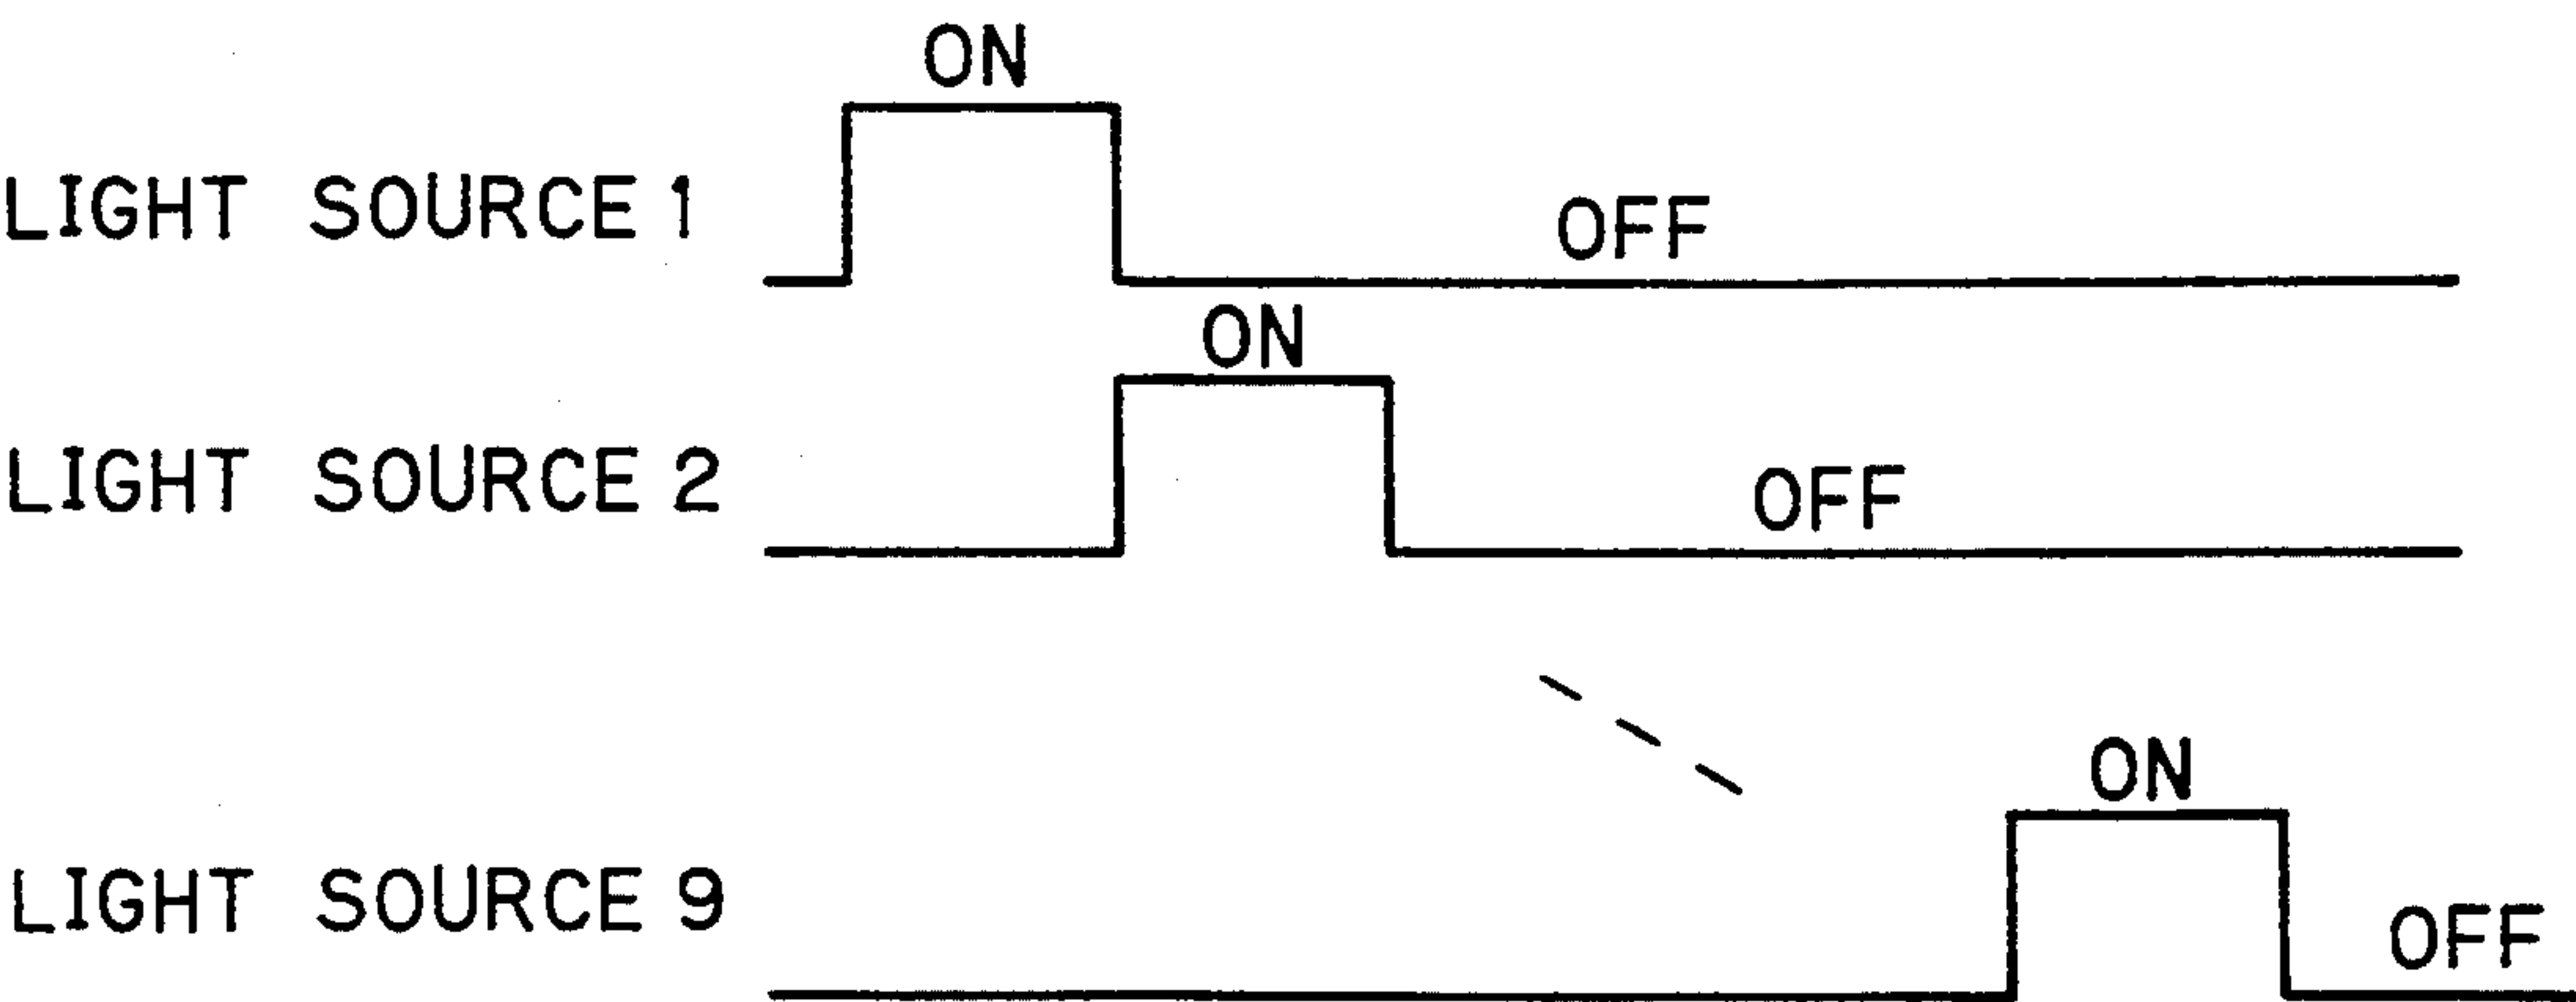 ON
LIGHT SOURCE 1
OFF
ON
LIGHT SOURCE 2
OFF
ON
LIGHT SOURCE 9
OFF